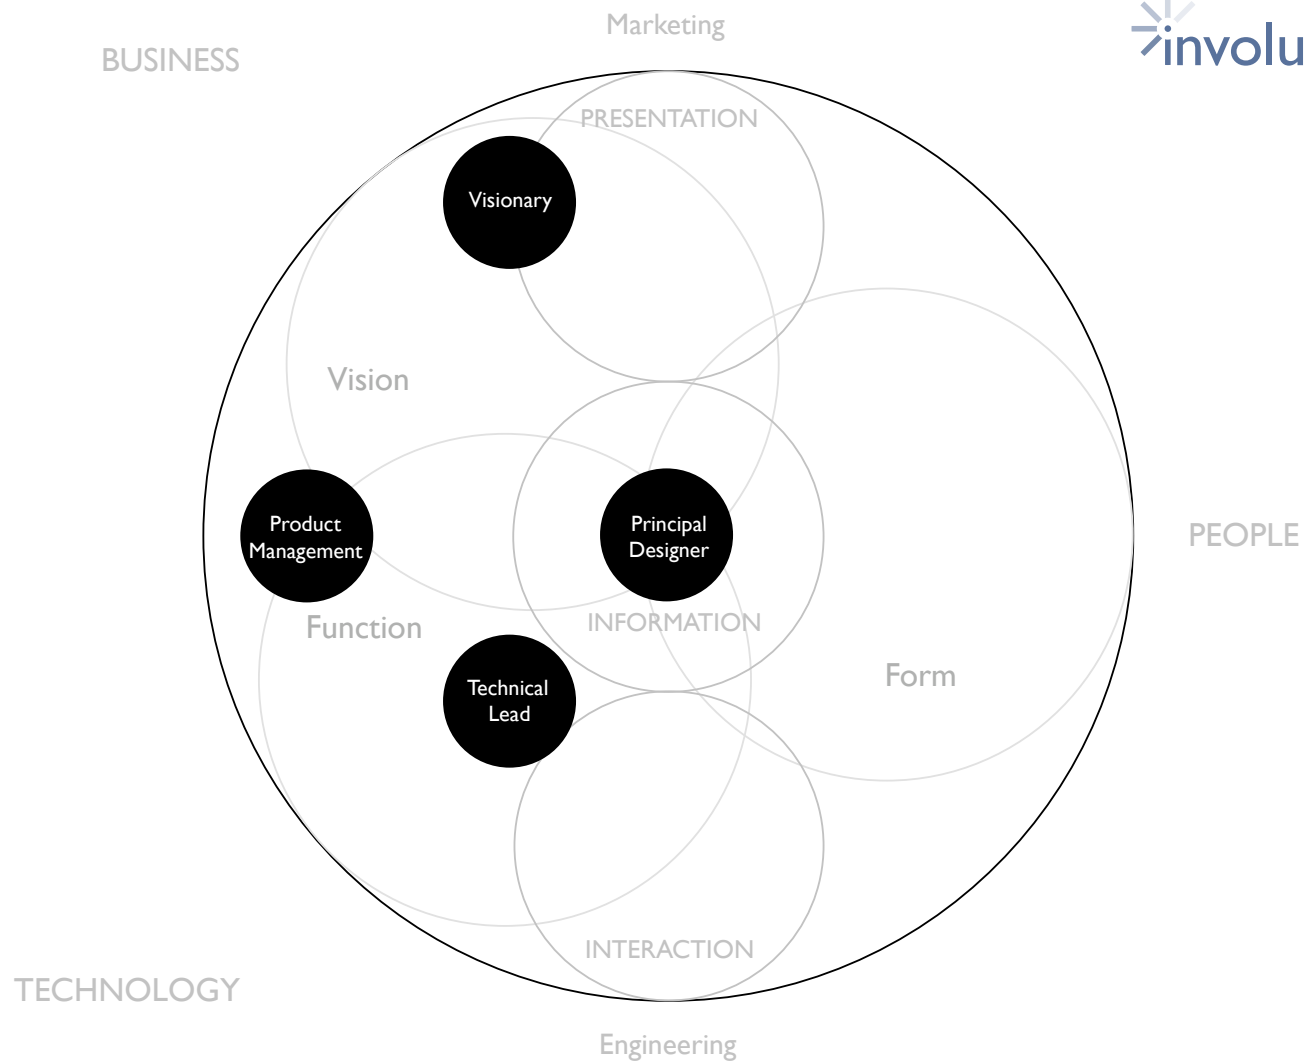 Marketing
BUSINESS
involu
PRESENTATION
Visionary
Vision
Product
Management
Principal
Designer
PEOPLE
Function
INFORMATION
Technical
Lead
Form
INTERACTION
TECHNOLOGY
Engineering